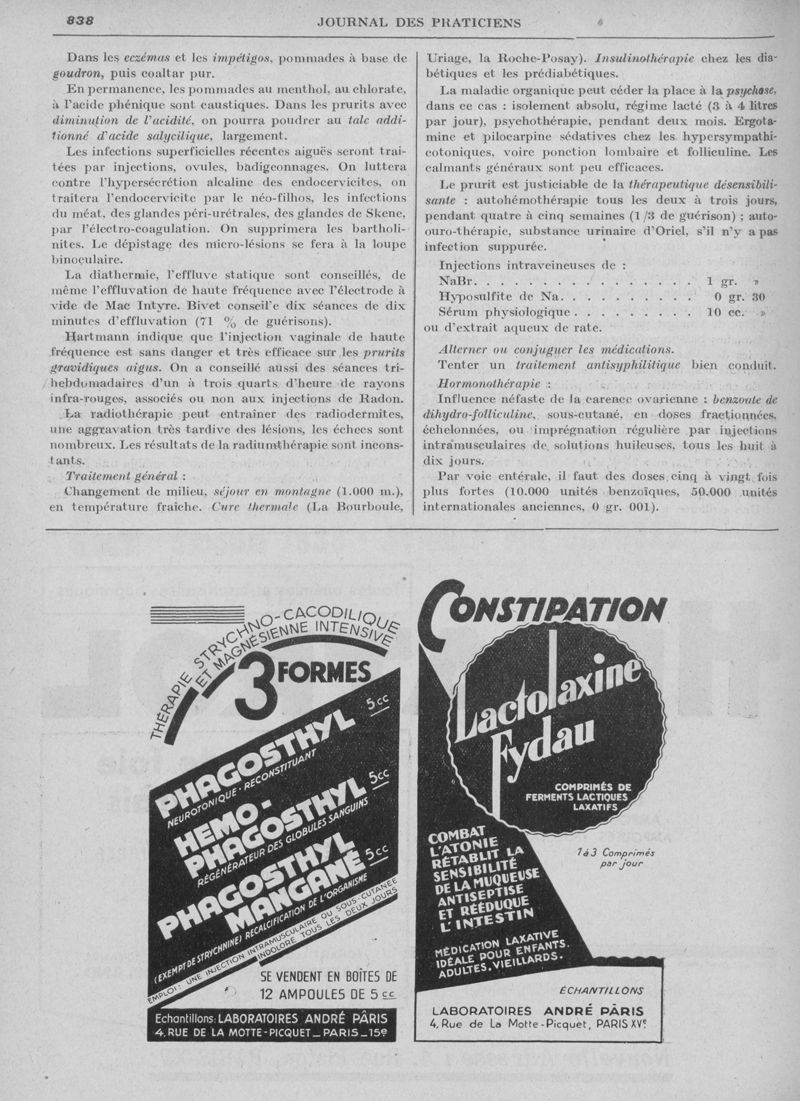 838
JOURNAL DES PRATICIENS
Dans les eczémas et les impétigos, pommades à base de
goudron, puis coaltar pur.
En permanence, les pommades au menthol, au chlorate,
à l'acide phénique sont caustiques. Dans les prurits avec
diminution de l'acidité, on pourra poudrer au talc addi-
tionné d'acide salycilique, largement.
Les infections superficielles récentes aiguës seront trai-
tées par injections, ovules, badigeonnages. On luttera
contre l'hypersécrétion alcaline des endocervicites, on
traitera l'endocervicite par le néo-filhos, les infections
du méat, des glandes péri-urétrales, des glandes de Skene,
par l'électro-coagulation. On supprimera les bartholi-
nites. Le dépistage des micro-lésions se fera à la loupe
binoculaire.
La diathermie, l'effluve statique sont conseillés, de
même l'effluvation de haute fréquence avec l'électrode à
vide de Mac Intyre. Bivet conseil'e dix séances de dix
minutes d'effluvation (71 % de guérisons).
Hartmann indique que l'injection vaginale de haute
fréquence est sans danger et très efficace sur les prurits
gravidiques aigus. On a conseillé aussi des séances tri-
hebdomadaires d'un à trois quarts d'heure de rayons
infra-rouges, associés ou non aux injections de Radon.
La radiothérapie peut entraîner des radiodermites,
une aggravation très tardive des lésions, les échecs sont
nombreux. Les résultats de la radiumthérapie sont incons-
tants.
Traitement général :
Changement de milieu, séjour en montagne (1.000 m.),
en température fraîche. Cure thermale (La Bourboule,
Uriage, la Roche-Posay). Insulinothérapie chez les dia-
bétiques et les prédiabétiques.
La maladie organique peut céder la place à la psychose,
dans ce cas : isolement absolu, régime lacté (3 à 4 litres
par jour), psychothérapie, pendant deux mois. Ergota-
mine et pilocarpine sédatives chez les hypersympathi-
cotoniques, voire ponction lombaire et folliculine. Les
calmants généraux sont peu efficaces.
Le prurit est justiciable de la thérapeutique désensibili-
sante : autohémothérapie tous les deux à trois jours,
pendant quatre à cinq semaines (1/3 de guérison) ; auto-
ouro-thérapie, substance urinaire d'Oriel, s'il n'y a pas
infection suppurée.
Injections intraveineuses de :
NaBr. . . . . . . . . . . . . . . . 1 gr. »
Hyposulfite de Na. . . . . . . . . . 0 gr. 30
Sérum physiologique . . . . . . . . . 10 cc. »
ou d'extrait aqueux de rate.
Alterner ou conjuguer les médications.
Tenter un traitement antisyphilitique bien conduit.
Hormonothérapie :
Influence néfaste de la carence ovarienne : benzoate de
dihydro-folliculine, sous-cutané, en doses fractionnées,
échelonnées, ou imprégnation régulière par injections
intramusculaires de solutions huileuses, tous les huit à
dix jours.
Par voie entérale, il faut des doses cinq à vingt fois
plus fortes (10.000 unités benzoïques, 50.000 unités
internationales anciennes, 0 gr. 001).
THÉRAPIE STRYCHNO-CACODILIQUE
ET MAGNÉSIENNE INTENSIVE
3 FORMES
PHAGOSTHYL 5cc
NEUROTONIQUE - RECONSTITUANT
HEMO-
PHAGOSTHYL 5cc
RÉGÉNÉRATEUR DES GLOBULES SANGUINS
PHAGOSTHYL
MANGANÉ 5cc
(EXEMPT DE STRYCHNINE) RECALCIFICATION DE L'ORGANISME
EMPLOI : UNE INJECTION INTRAMUSCULAIRE OU SOUS-CUTANÉE
INDOLORE TOUS LES DEUX JOURS
SE VENDENT EN BOÎTES DE
12 AMPOULES DE 5 cc
Echantillons: LABORATOIRES ANDRÉ PÂRIS
4, RUE DE LA MOTTE-PICQUET _ PARIS _ 15e
CONSTIPATION
Lactolaxine
Fydau
COMPRIMÉS DE
FERMENTS LACTIQUES
LAXATIFS
1 à 3 Comprimés
par jour
COMBAT
L'ATONIE
RÉTABLIT LA
SENSIBILITÉ
DE LA MUQUEUSE
ANTISEPTISE
ET RÉÉDUQUE
L'INTESTIN
MÉDICATION LAXATIVE
IDÉALE POUR ENFANTS.
ADULTES, VIEILLARDS.
ÉCHANTILLONS
LABORATOIRES ANDRÉ PÂRIS
4, Rue de La Motte-Picquet, PARIS XVe